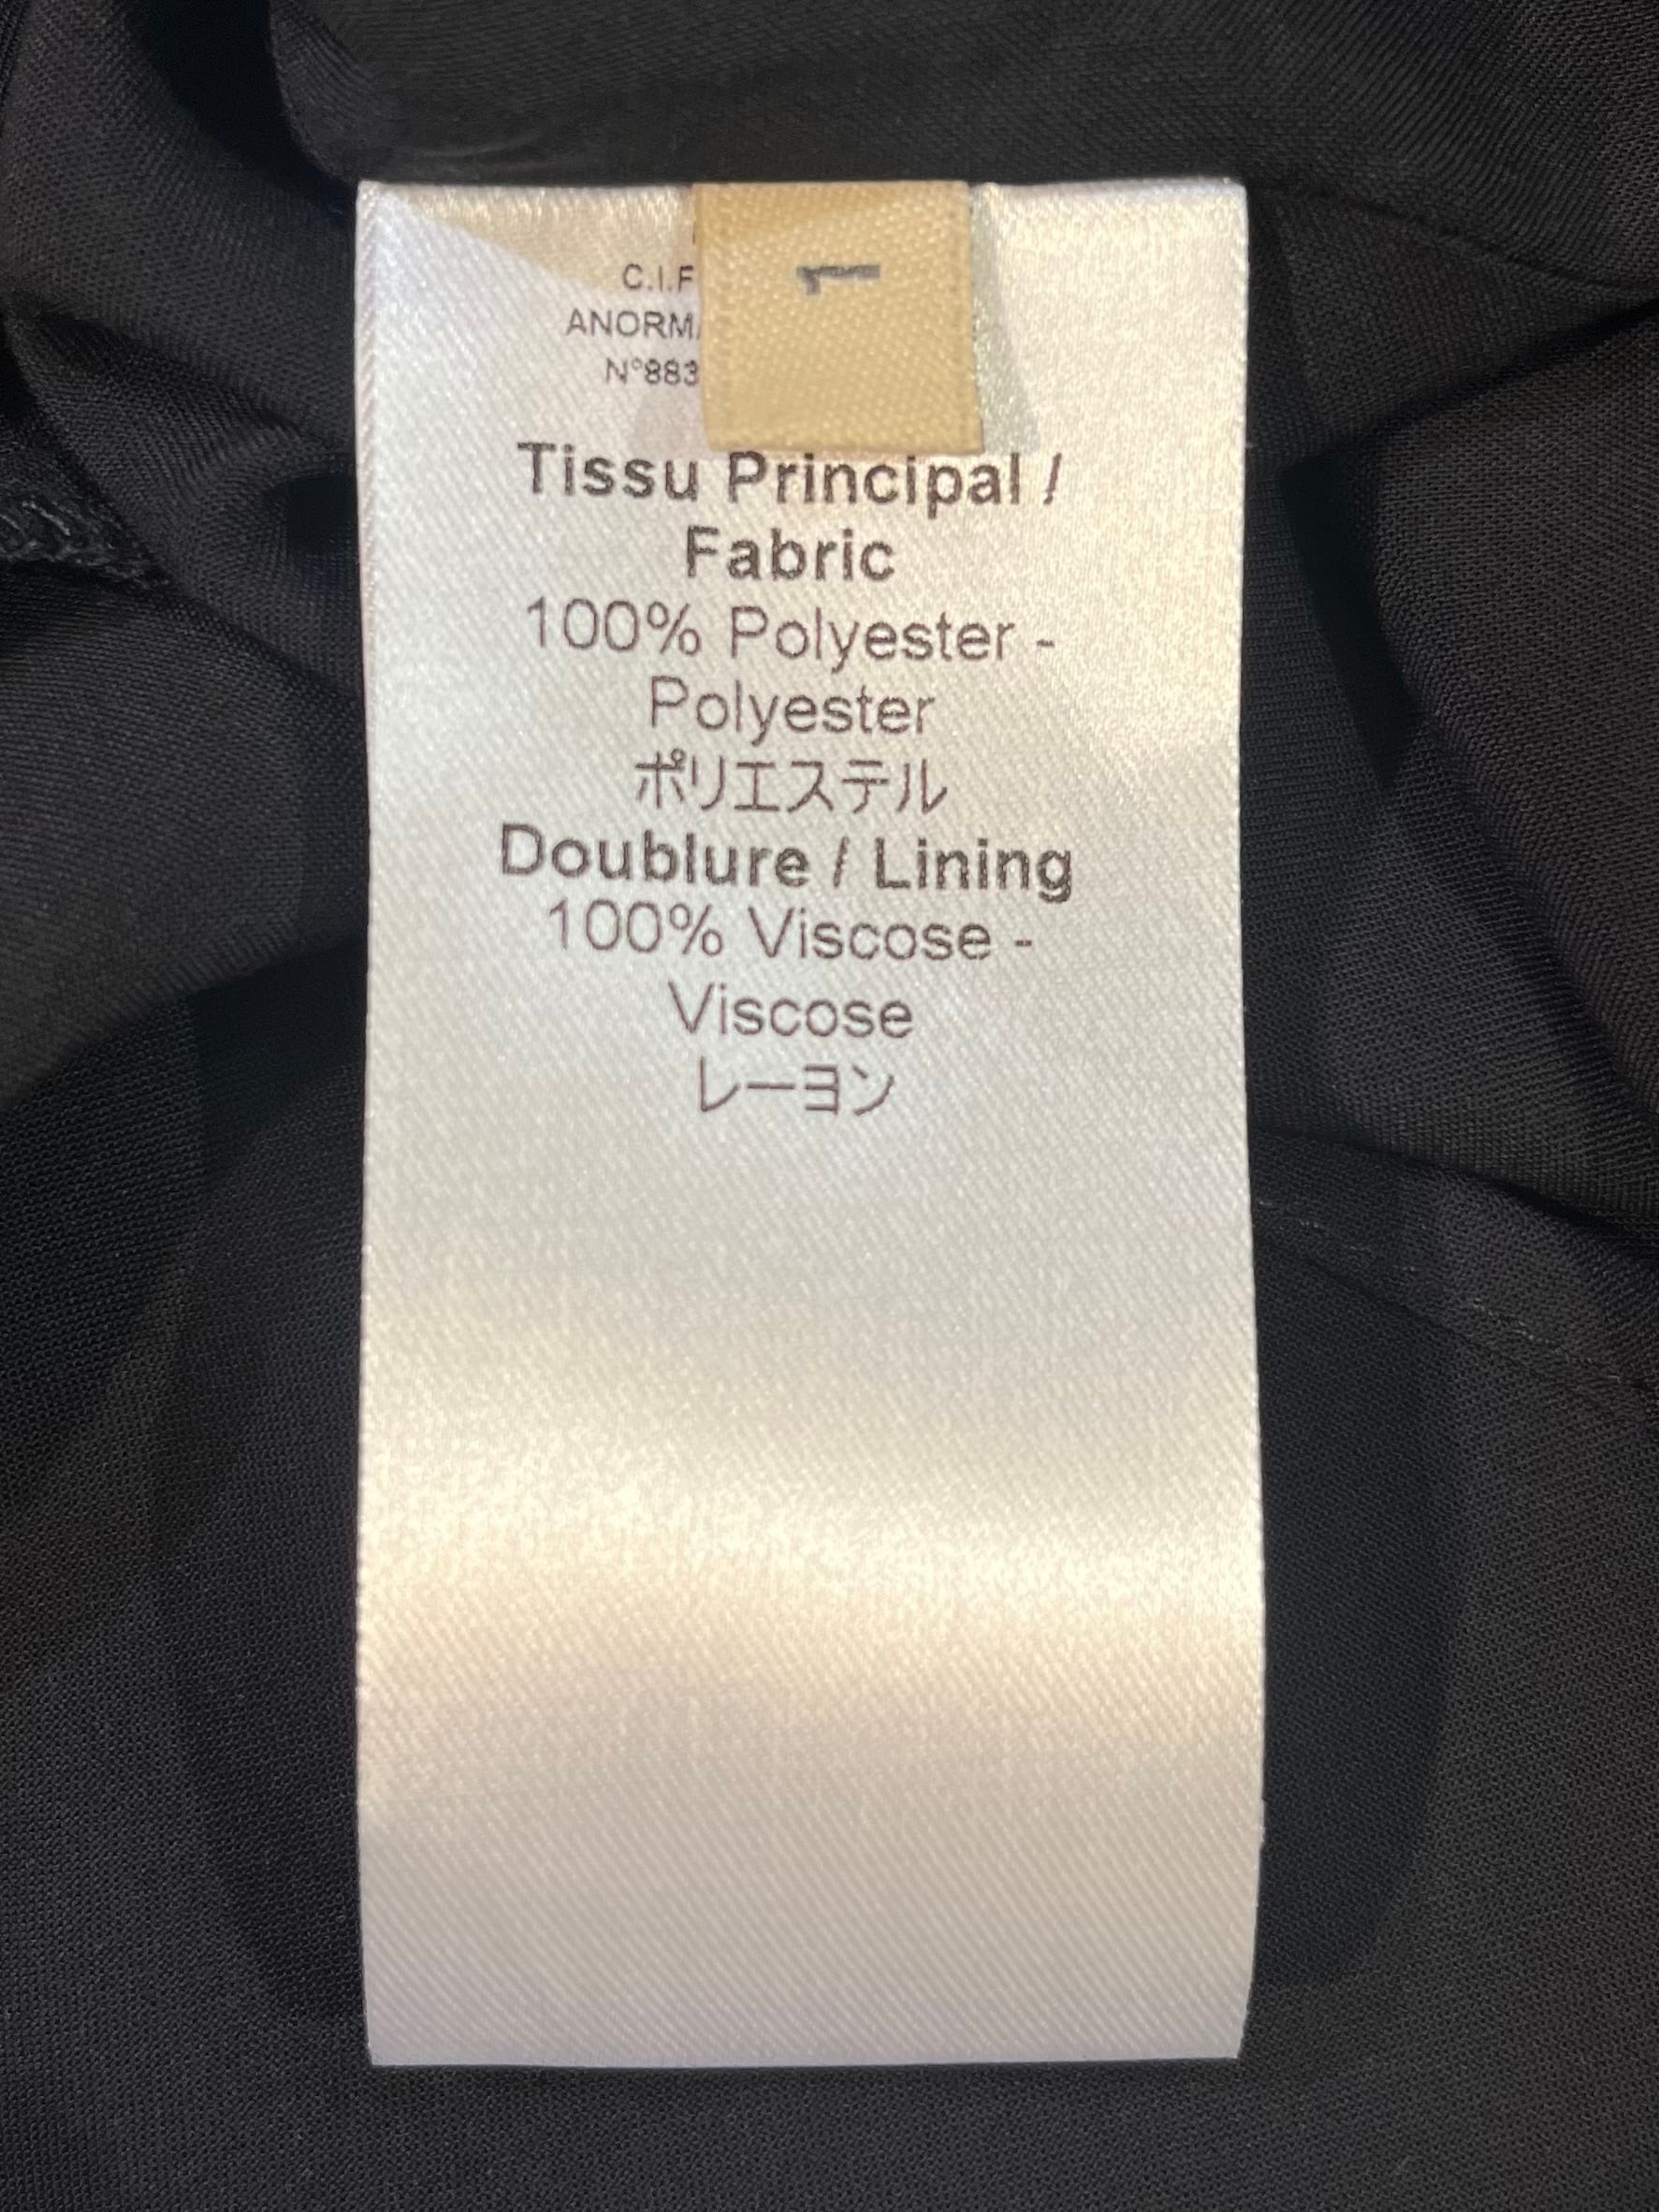 1
C.I.F
ANORM
N°883
Tissu Principal /
Fabric
100% Polyester -
Polyester
ポリエステル
Doublure / Lining
100% Viscose -
Viscose
レーヨン